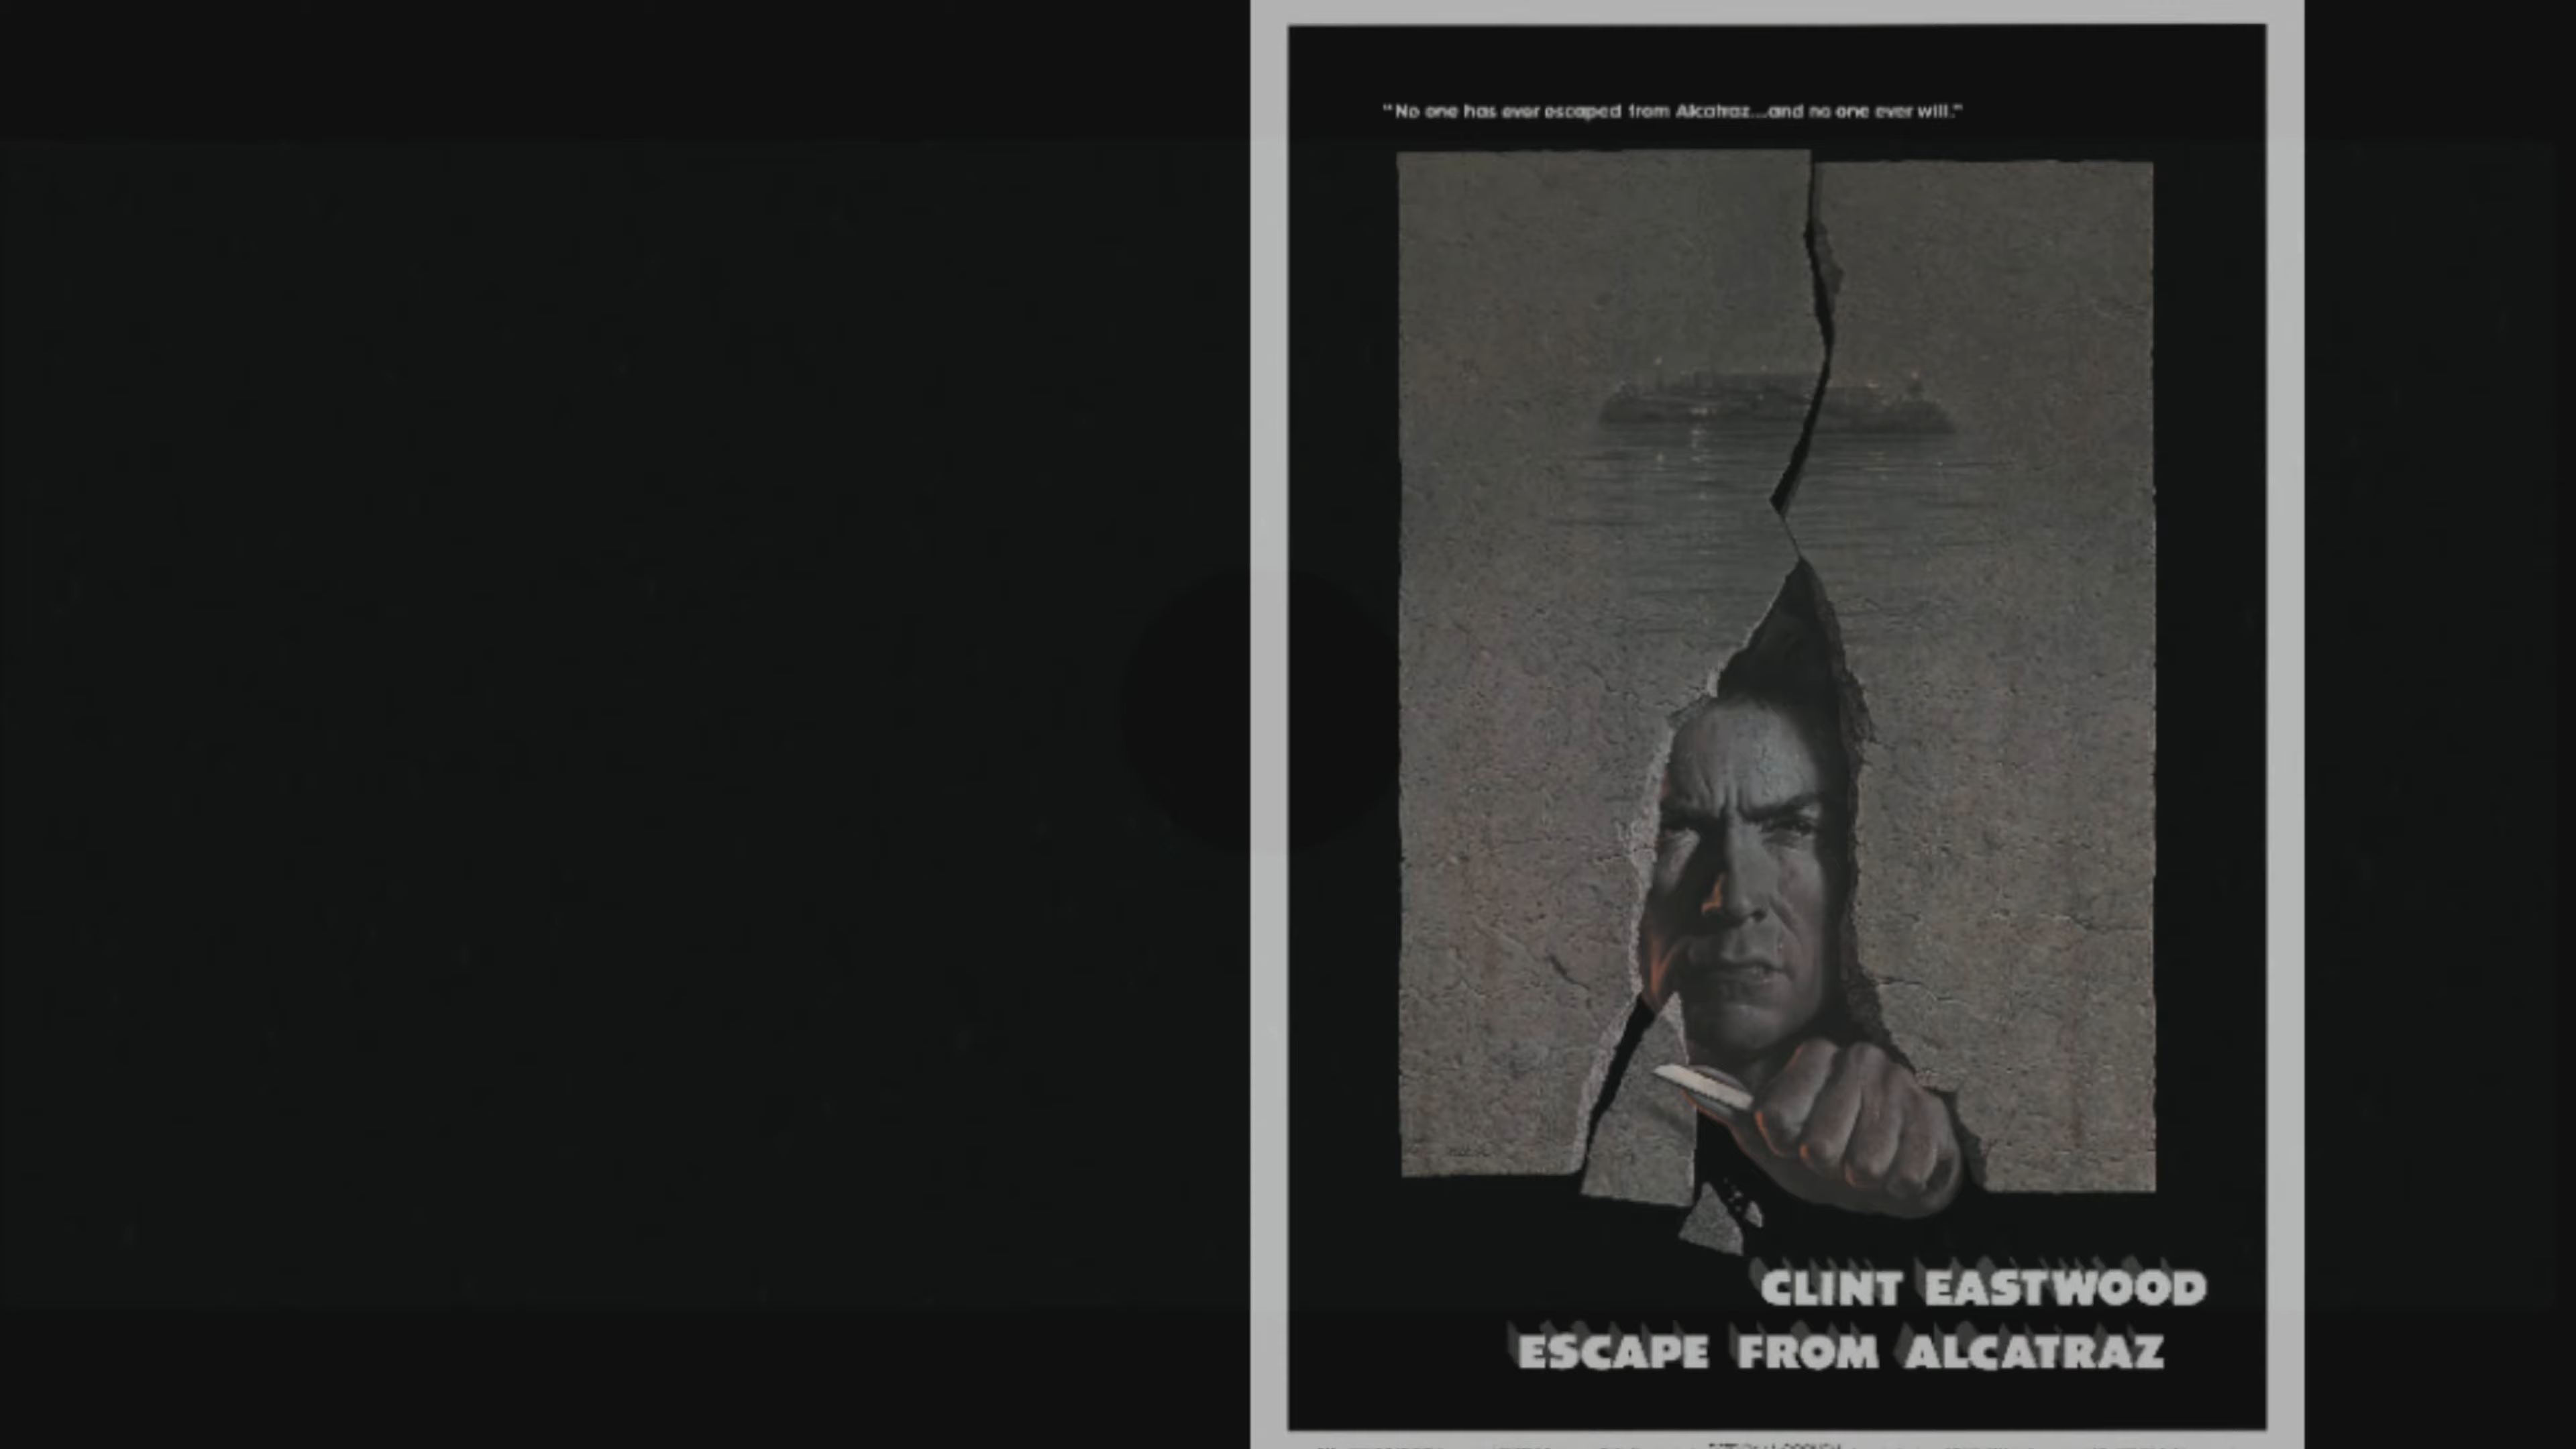 "No one has ever escaped from Alcatraz...and no one ever will."
CLINT EASTWOOD
ESCAPE FROM ALCATRAZ